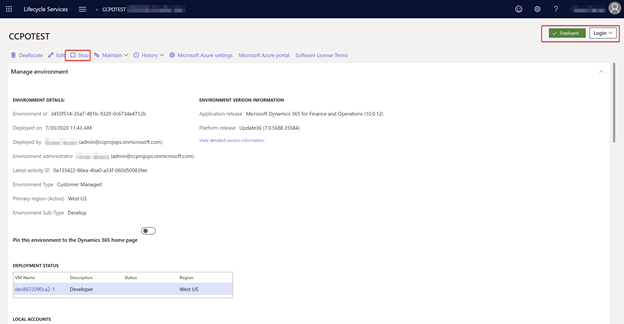 Lifecycle Services
CCPOTEST
CCPOTEST
Deployed
Login
Deallocate Edit Stop Maintain History Microsoft Azure settings Microsoft Azure portal Software License Terms
Manage environment
ENVIRONMENT DETAILS:
ENVIRONMENT VERSION INFORMATION
Environment Id 3455f514-35a7-481b-9320-0c6734e4712b
Application release Microsoft Dynamics 365 for Finance and Operations (10.0.12)
Deployed on 7/30/2020 11:43 AM
Platform release Update36 (7.0.5688.35584)
Deployed by (admin@ccprojops.onmicrosoft.com)
View detailed version information
Environment administrator (admin@ccprojops.onmicrosoft.com)
Latest activity ID 0a135422-86ea-4ba0-a33f-060d50083fee
Environment Type Customer Managed
Primary region (Active) West US
Environment Sub-Type Develop
Pin this environment to the Dynamics 365 home page
DEPLOYMENT STATUS
VM Name Description Status Region
dev8672090ca2-1 Developer West US
LOCAL ACCOUNTS